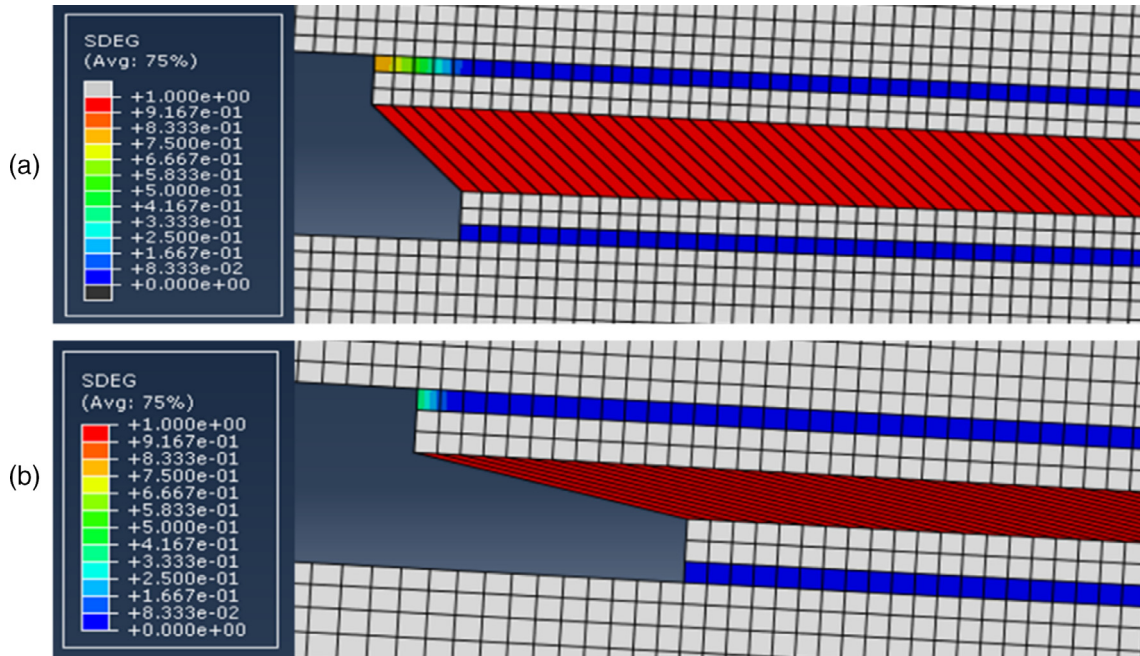 (a)
SDEG
(Avg: 75%)
+1.000e+00
+9.167e-01
+8.333e-01
+7.500e-01
+6.667e-01
+5.833e-01
+5.000e-01
+4.167e-01
+3.333e-01
+2.500e-01
+1.667e-01
+8.333e-02
+0.000e+00
(b)
SDEG
(Avg: 75%)
+1.000e+00
+9.167e-01
+8.333e-01
+7.500e-01
+6.667e-01
+5.833e-01
+5.000e-01
+4.167e-01
+3.333e-01
+2.500e-01
+1.667e-01
+8.333e-02
+0.000e+00